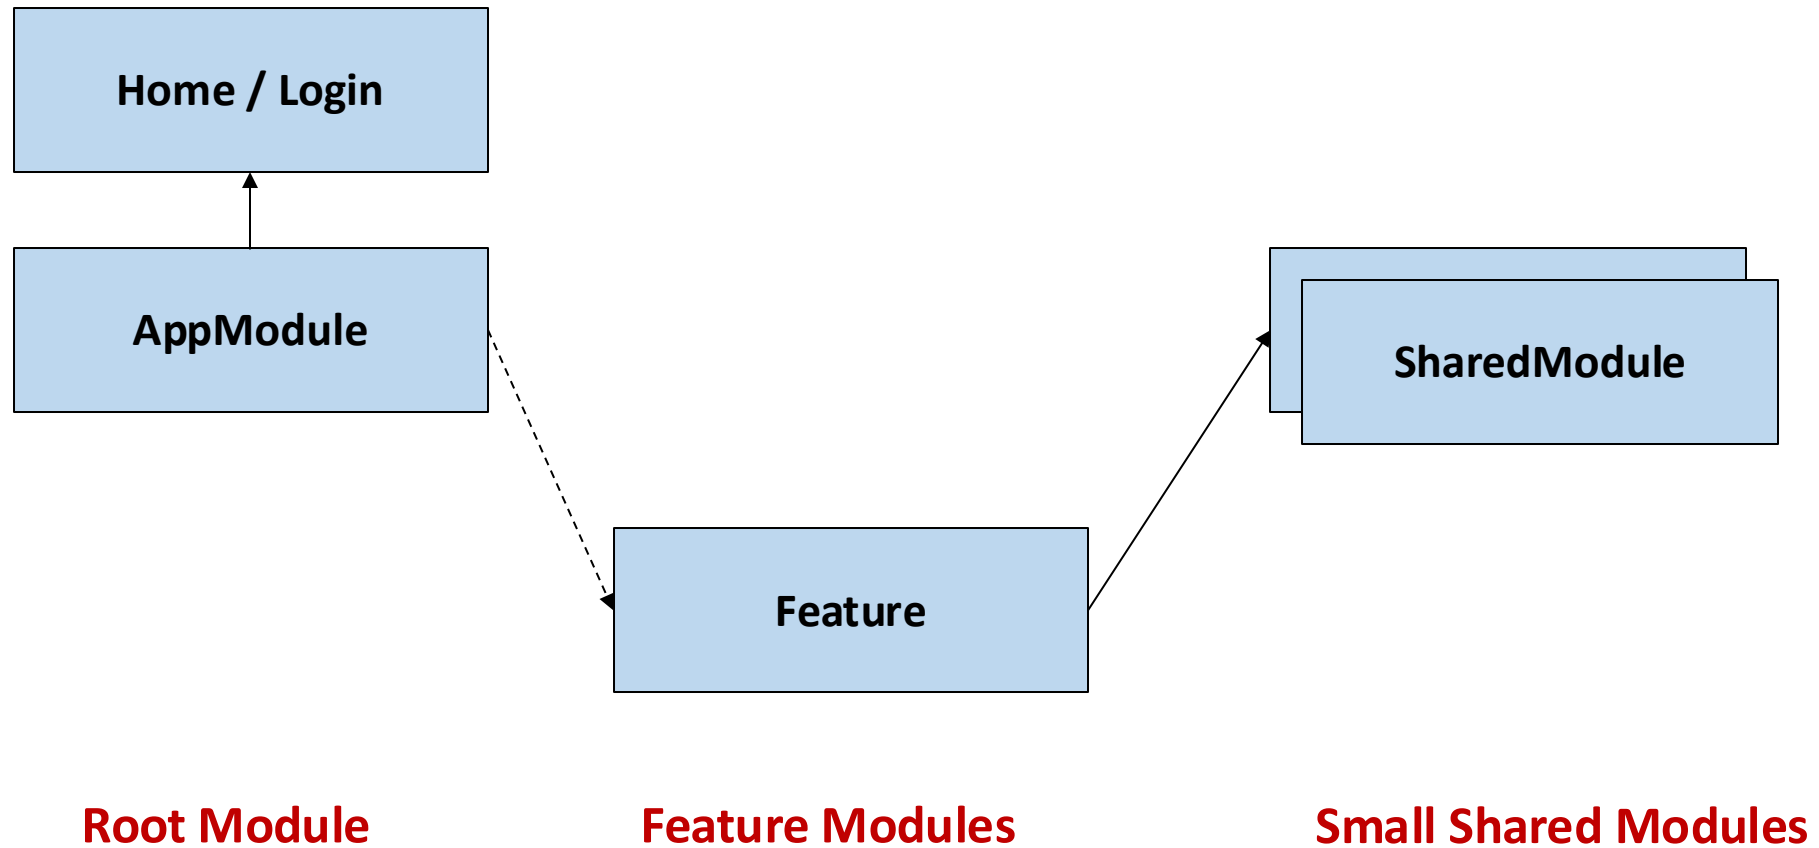 Home / Login
AppModule
SharedModule
Feature
Root Module
Feature Modules
Small Shared Modules